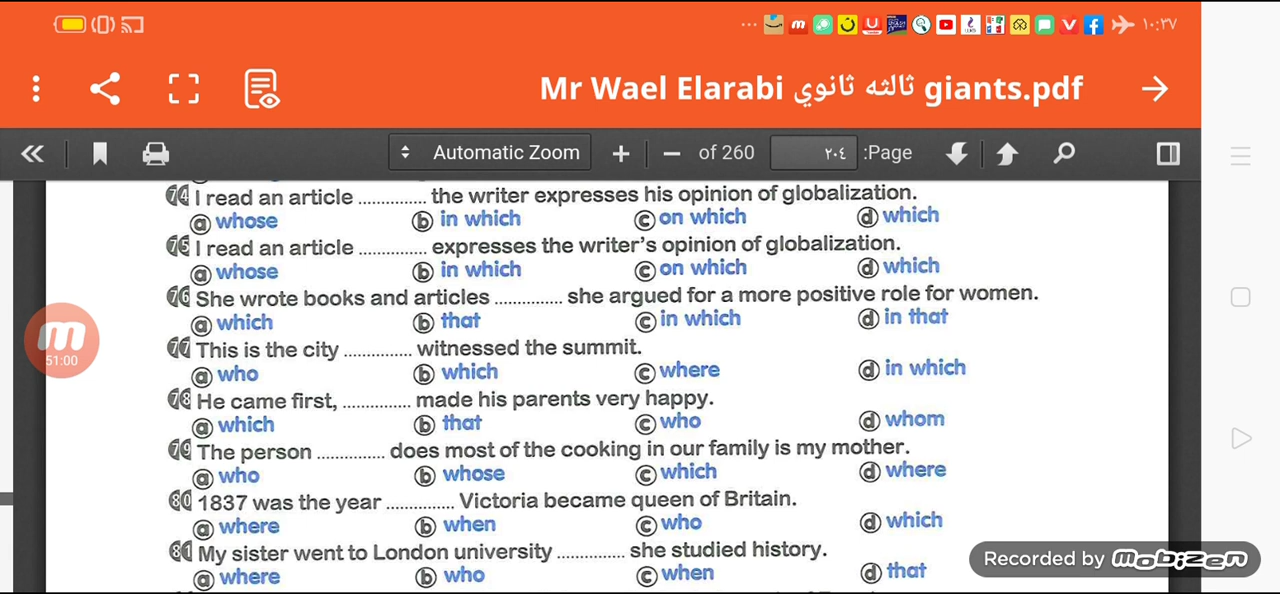 ١٠:٣٧
Mr Wael Elarabi ثالثه ثانوي giants.pdf
Automatic Zoom
of 260 ٢٠٤ :Page
74 I read an article .............. the writer expresses his opinion of globalization.
a whose b in which c on which d which
75 I read an article .............. expresses the writer's opinion of globalization.
a whose b in which c on which d which
76 She wrote books and articles .............. she argued for a more positive role for women.
a which b that c in which d in that
77 This is the city .............. witnessed the summit.
a who b which c where d in which
78 He came first, .............. made his parents very happy.
a which b that c who d whom
79 The person .............. does most of the cooking in our family is my mother.
a who b whose c which d where
80 1837 was the year .............. Victoria became queen of Britain.
a where b when c who d which
81 My sister went to London university .............. she studied history.
a where b who c when d that
m
51:00
Recorded by mobizen